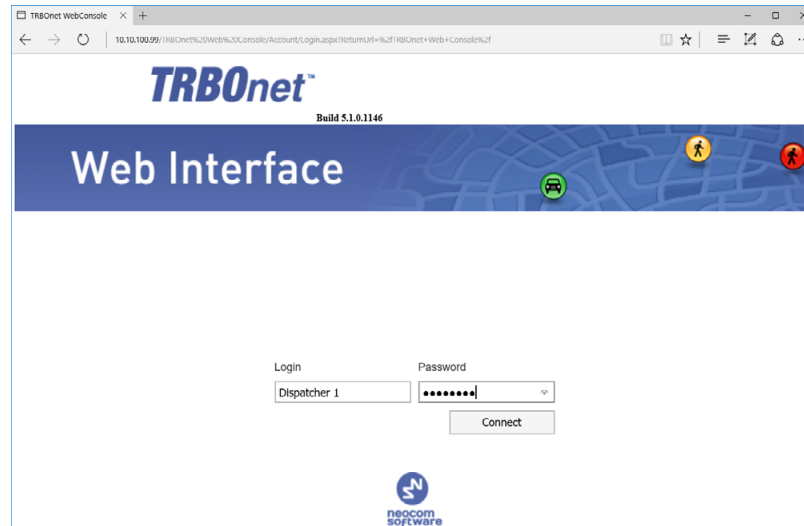 TRBOnet WebConsole
10.10.100.99/TRBOnet%20Web%20Console/Account/Login.aspx?ReturnUrl=%2fTRBOnet+Web+Console%2f
TRBOnet™
Build 5.1.0.1146
Web Interface
Login
Password
Dispatcher 1
Connect
neocom
software